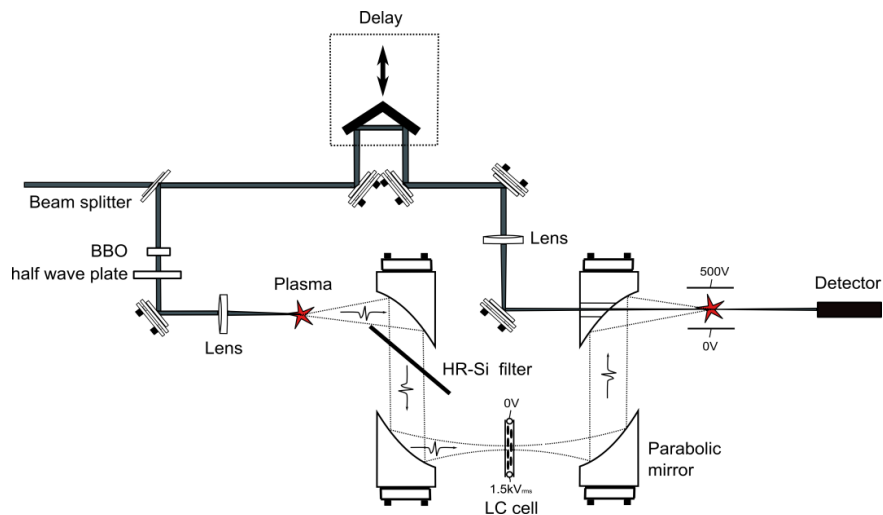 Delay
Beam splitter
BBO
half wave plate
Plasma
Lens
Lens
500V
0V
Detector
HR-Si filter
0V
1.5kVrms
LC cell
Parabolic
mirror